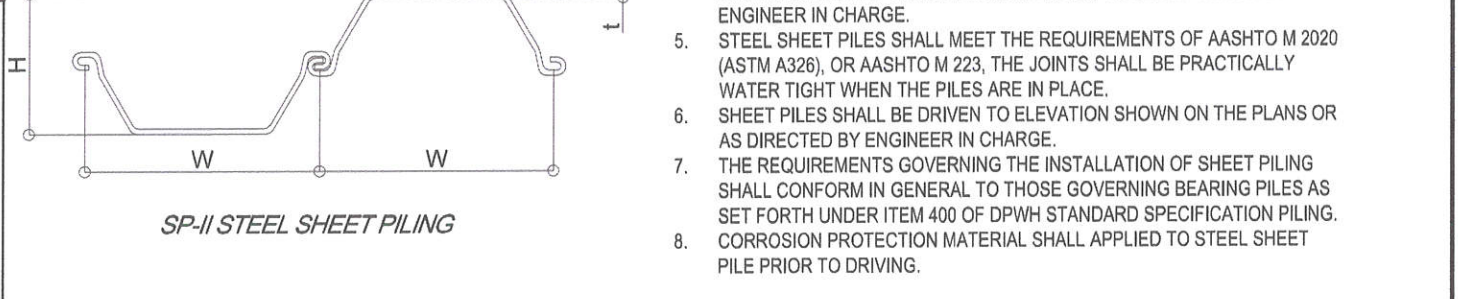 H
t
W
W
SP-II STEEL SHEET PILING
ENGINEER IN CHARGE.
5. STEEL SHEET PILES SHALL MEET THE REQUIREMENTS OF AASHTO M 2020
(ASTM A326), OR AASHTO M 223, THE JOINTS SHALL BE PRACTICALLY
WATER TIGHT WHEN THE PILES ARE IN PLACE.
6. SHEET PILES SHALL BE DRIVEN TO ELEVATION SHOWN ON THE PLANS OR
AS DIRECTED BY ENGINEER IN CHARGE.
7. THE REQUIREMENTS GOVERNING THE INSTALLATION OF SHEET PILING
SHALL CONFORM IN GENERAL TO THOSE GOVERNING BEARING PILES AS
SET FORTH UNDER ITEM 400 OF DPWH STANDARD SPECIFICATION PILING.
8. CORROSION PROTECTION MATERIAL SHALL APPLIED TO STEEL SHEET
PILE PRIOR TO DRIVING.